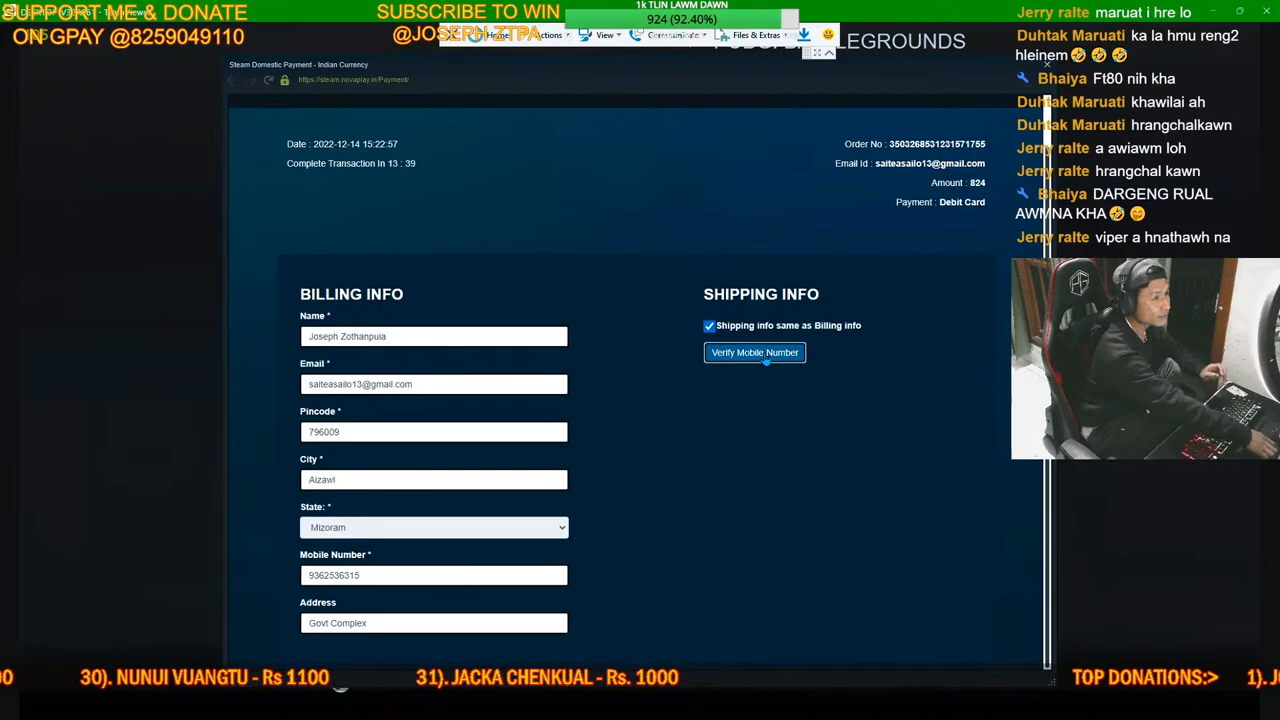 SUPPORT ME & DONATE
ON GPAY @8259049110
SUBSCRIBE TO WIN
@JOSEPH ZTPA
1k TLIN LAWM DAWN
924 (92.40%)
Home
Actions
View
Communicate
Files & Extras
BATTLEGROUNDS
Steam Domestic Payment - Indian Currency
https://steam.novaplay.in/Payment/
Date : 2022-12-14 15:22:57
Complete Transaction In 13 : 39
Order No : 3503268531231571755
Email Id : saiteasailo13@gmail.com
Amount : 824
Payment : Debit Card
BILLING INFO
Name *
Joseph Zothanpuia
Email *
saiteasailo13@gmail.com
Pincode *
796009
City *
Aizawl
State: *
Mizoram
Mobile Number *
9362536315
Address
Govt Complex
SHIPPING INFO
Shipping info same as Billing info
Verify Mobile Number
Jerry ralte maruat i hre lo
Duhtak Maruati ka la hmu reng2
hleinem🤣🤣🤣
Bhaiya Ft80 nih kha
Duhtak Maruati khawilai ah
Duhtak Maruati hrangchalkawn
Jerry ralte a awiawm loh
Jerry ralte hrangchal kawn
Bhaiya DARGENG RUAL
AWMNA KHA🤣😊
Jerry ralte viper a hnathawh na
30). NUNUI VUANGTU - Rs 1100
31). JACKA CHENKUAL - Rs. 1000
TOP DONATIONS:>